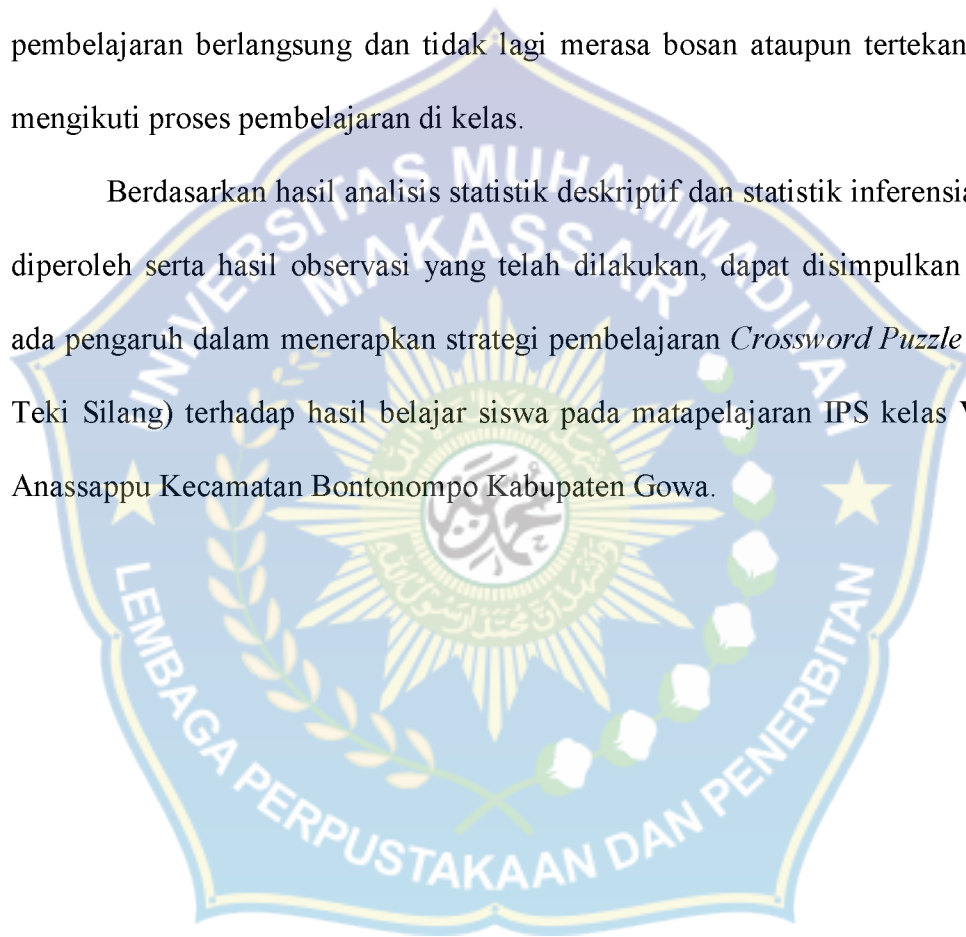 pembelajaran berlangsung dan tidak lagi merasa bosan ataupun tertekan
mengikuti proses pembelajaran di kelas.
Berdasarkan hasil analisis statistik deskriptif dan statistik inferensia
diperoleh serta hasil observasi yang telah dilakukan, dapat disimpulkan
ada pengaruh dalam menerapkan strategi pembelajaran Crossword Puzzle
Teki Silang) terhadap hasil belajar siswa pada matapelajaran IPS kelas
Anassappu Kecamatan Bontonompo Kabupaten Gowa.
UNIVERSITAS MUHAMMADIYAH
MAKASSAR
LEMBAGA PERPUSTAKAAN DAN PENERBITAN